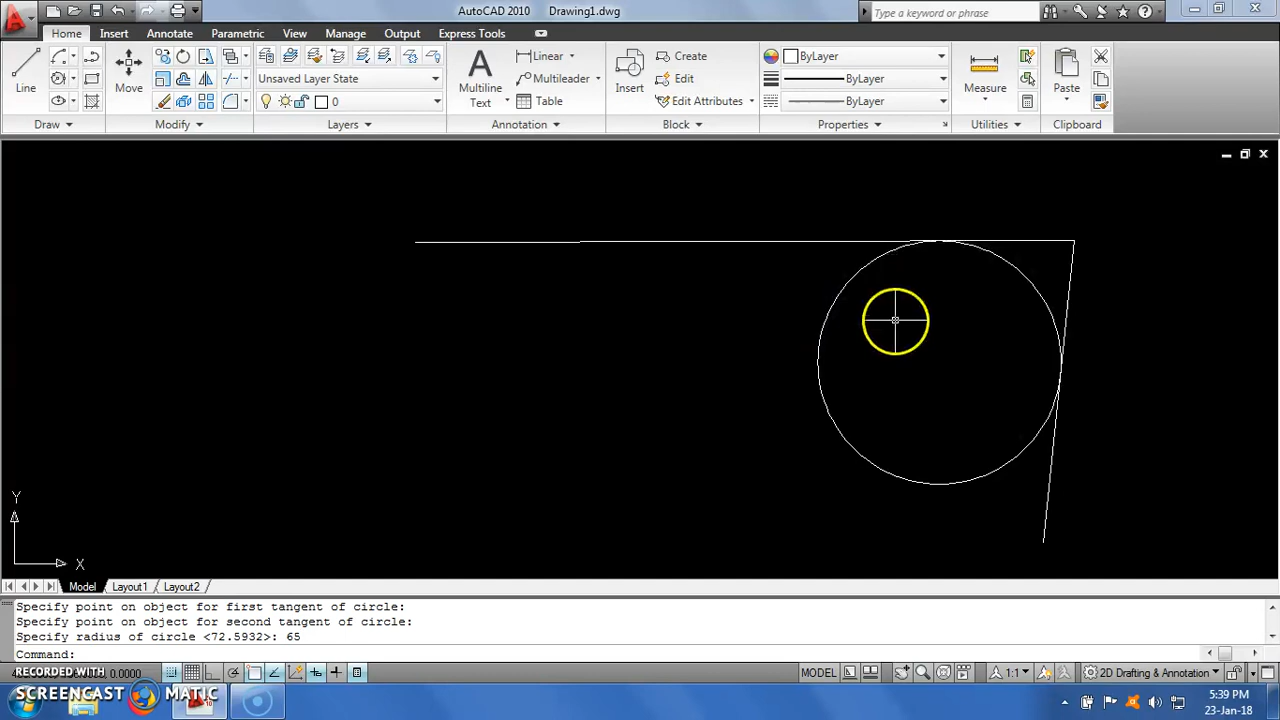 AutoCAD 2010 Drawing1.dwg
Type a keyword or phrase
Home Insert Annotate Parametric View Manage Output Express Tools
Line
Move
Unsaved Layer State
0
Multiline
Text
Linear
Multileader
Table
Insert
Create
Edit
Edit Attributes
ByLayer
ByLayer
ByLayer
Measure
Paste
Draw Modify Layers Annotation Block Properties Utilities Clipboard
Y
X
Model Layout1 Layout2
Specify point on object for first tangent of circle:
Specify point on object for second tangent of circle:
Specify radius of circle <72.5932>: 65
Command:
RECORDED WITH
0.0000
MODEL
1:1
2D Drafting & Annotation
SCREENCAST MATIC
5:39 PM
23-Jan-18